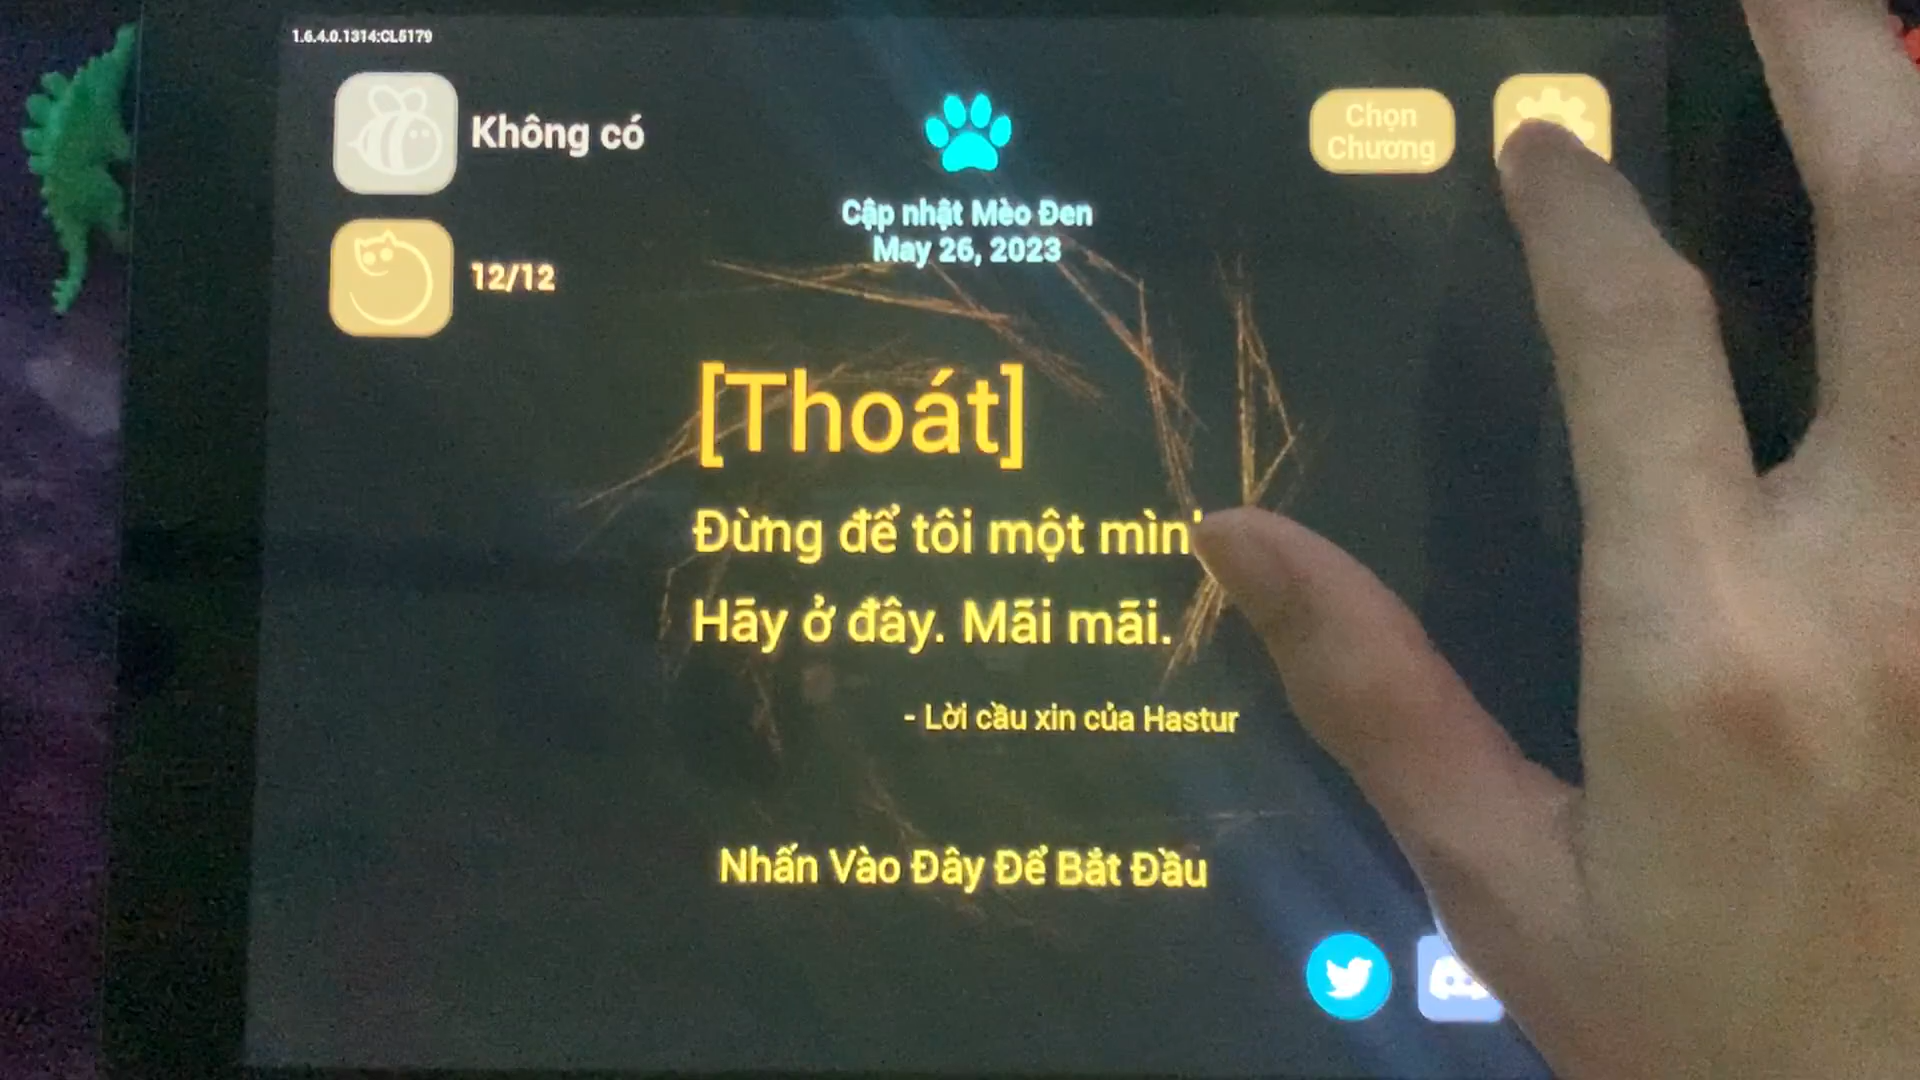 1.6.4.0.1314:CL5179
Không có
12/12
Cập nhật Mèo Đen
May 26, 2023
Chọn
Chương
[Thoát]
Đừng để tôi một
Hãy ở đây. Mãi mãi.
- Lời cầu xin của Hastur
Nhấn Vào Đây Để Bắt Đầu